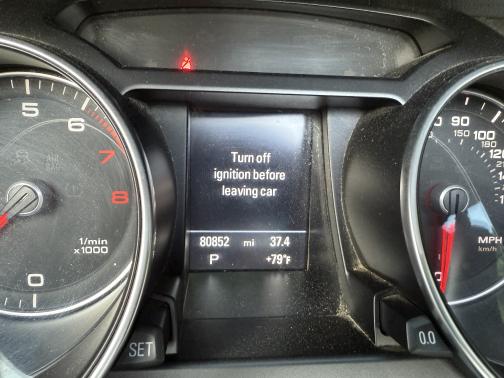 5
6
7
8
1/min
x1000
0
SET
Turn off
ignition before
leaving car
80852 mi 37.4
P +79°F
90
150
180
120
MPH
km/h
0.0